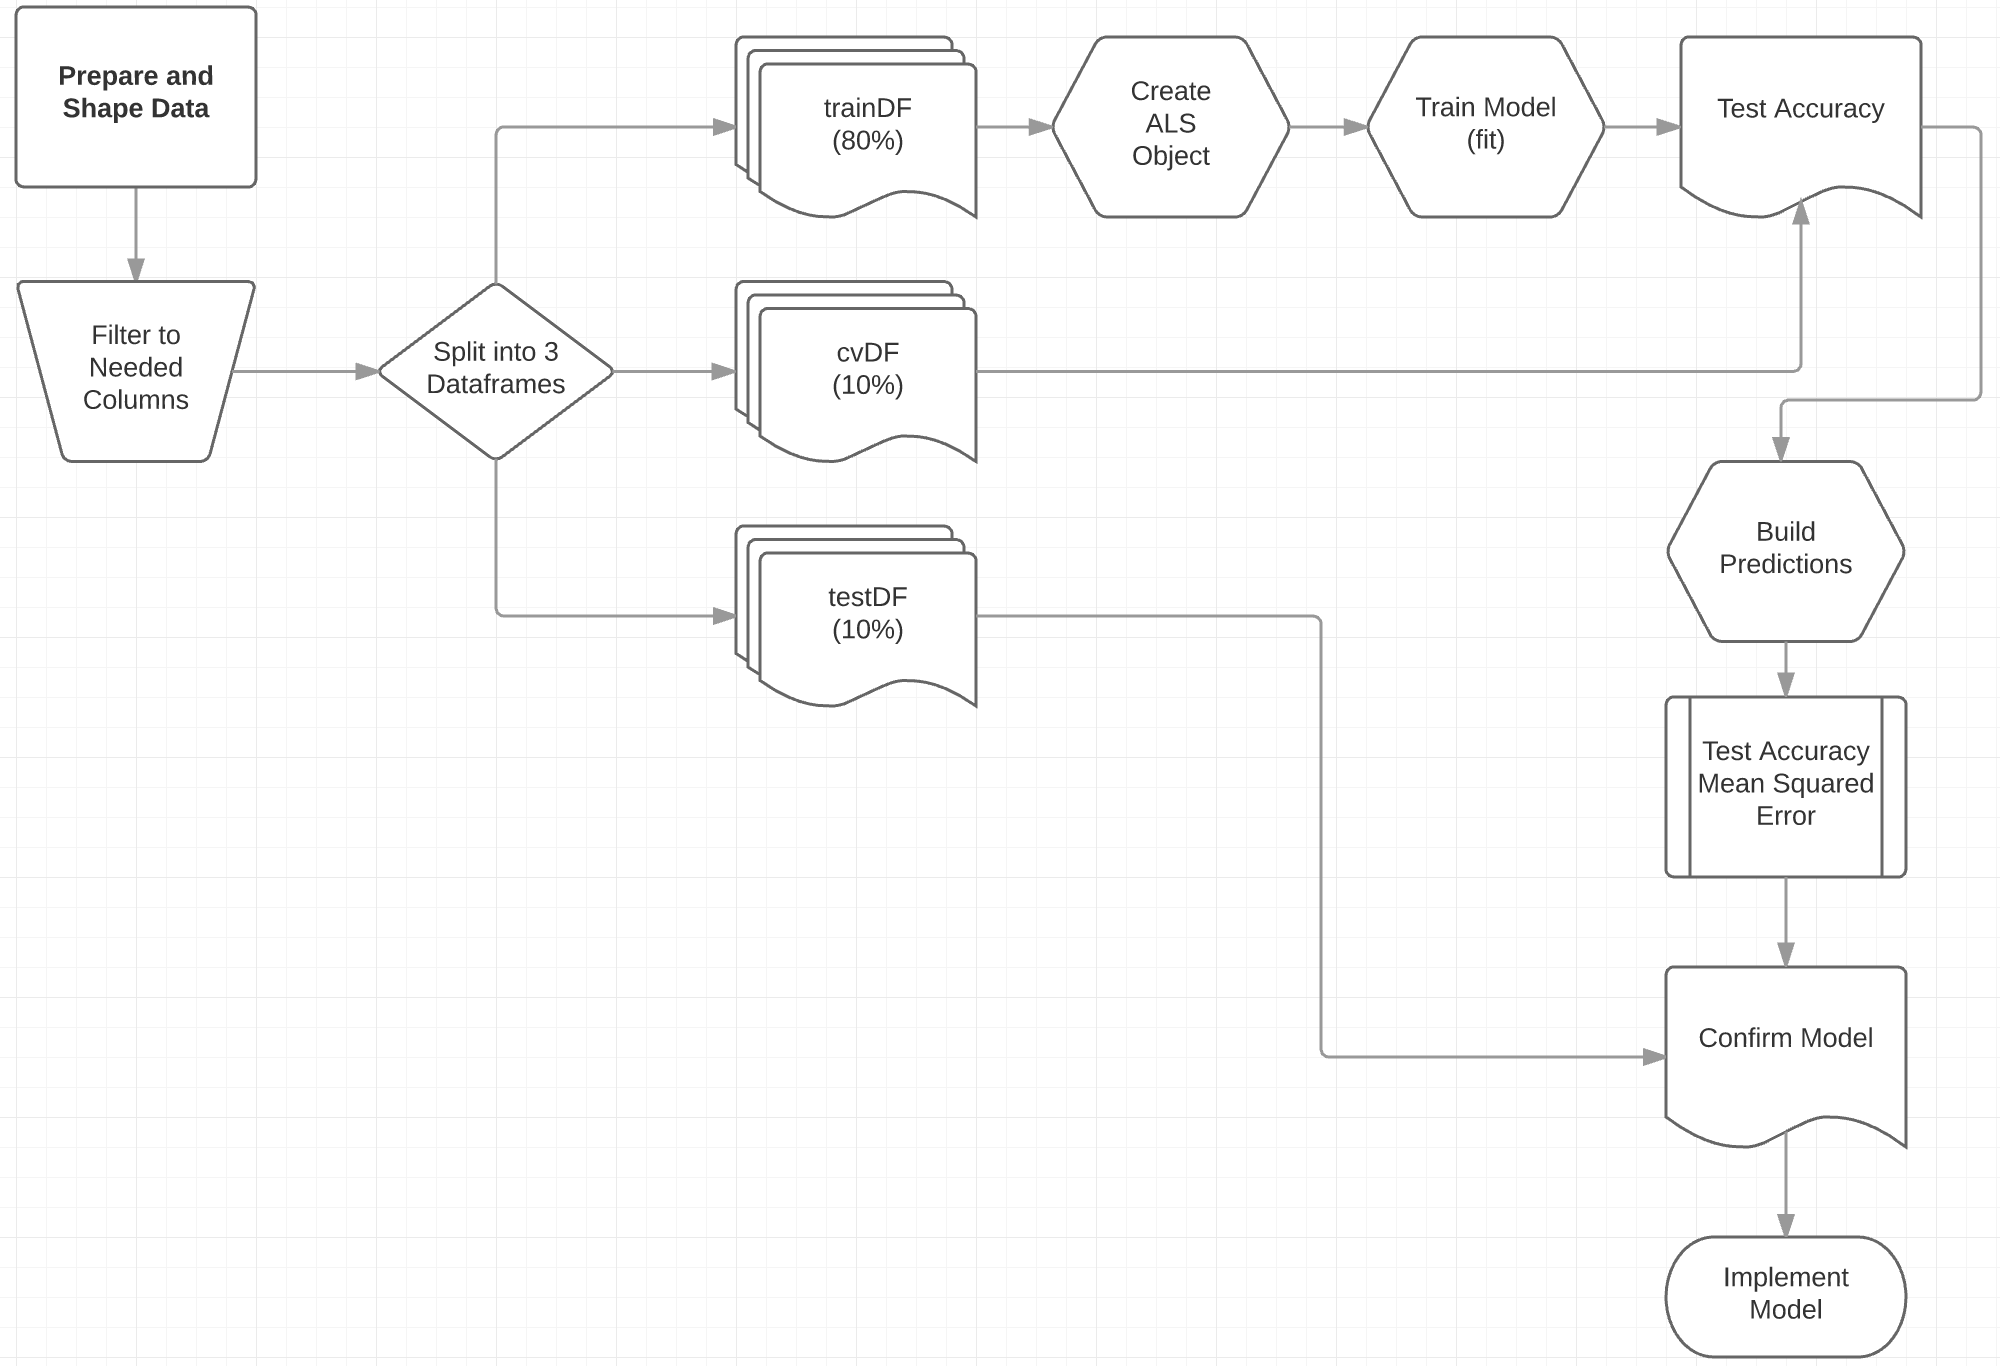 Prepare and
Shape Data
Filter to
Needed
Columns
Split into 3
Dataframes
trainDF
(80%)
Create
ALS
Object
Train Model
(fit)
Test Accuracy
cvDF
(10%)
testDF
(10%)
Build
Predictions
Test Accuracy
Mean Squared
Error
Confirm Model
Implement
Model